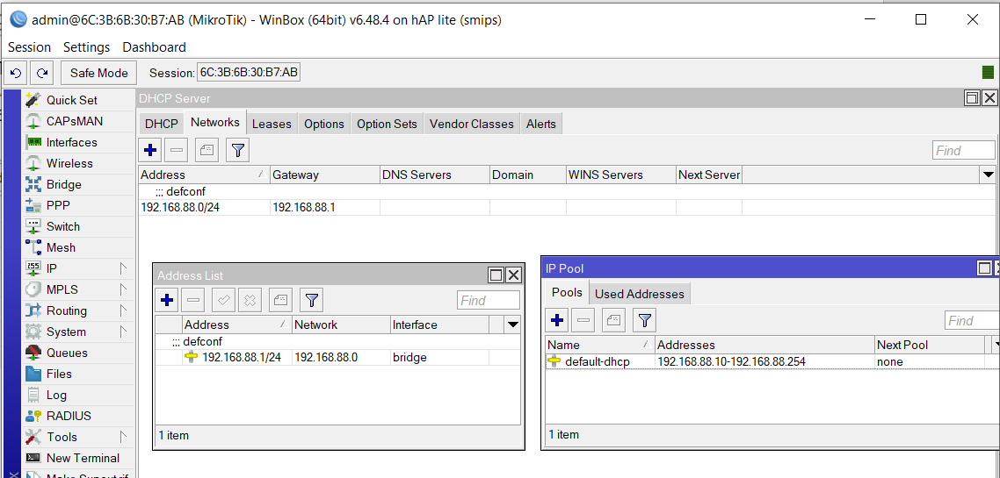 admin@6C:3B:6B:30:B7:AB (MikroTik) - WinBox (64bit) v6.48.4 on hAP lite (smips)
Session Settings Dashboard
Safe Mode Session: 6C:3B:6B:30:B7:AB
Quick Set
CAPsMAN
Interfaces
Wireless
Bridge
PPP
Switch
Mesh
IP
MPLS
Routing
System
Queues
Files
Log
RADIUS
Tools
New Terminal
Make Supout.rif
DHCP Server
DHCP Networks Leases Options Option Sets Vendor Classes Alerts
Find
Address Gateway DNS Servers Domain WINS Servers Next Server
;;; defconf
192.168.88.0/24 192.168.88.1
Address List
Find
Address Network Interface
;;; defconf
192.168.88.1/24 192.168.88.0 bridge
1 item
IP Pool
Pools Used Addresses
Find
Name Addresses Next Pool
default-dhcp 192.168.88.10-192.168.88.254 none
1 item